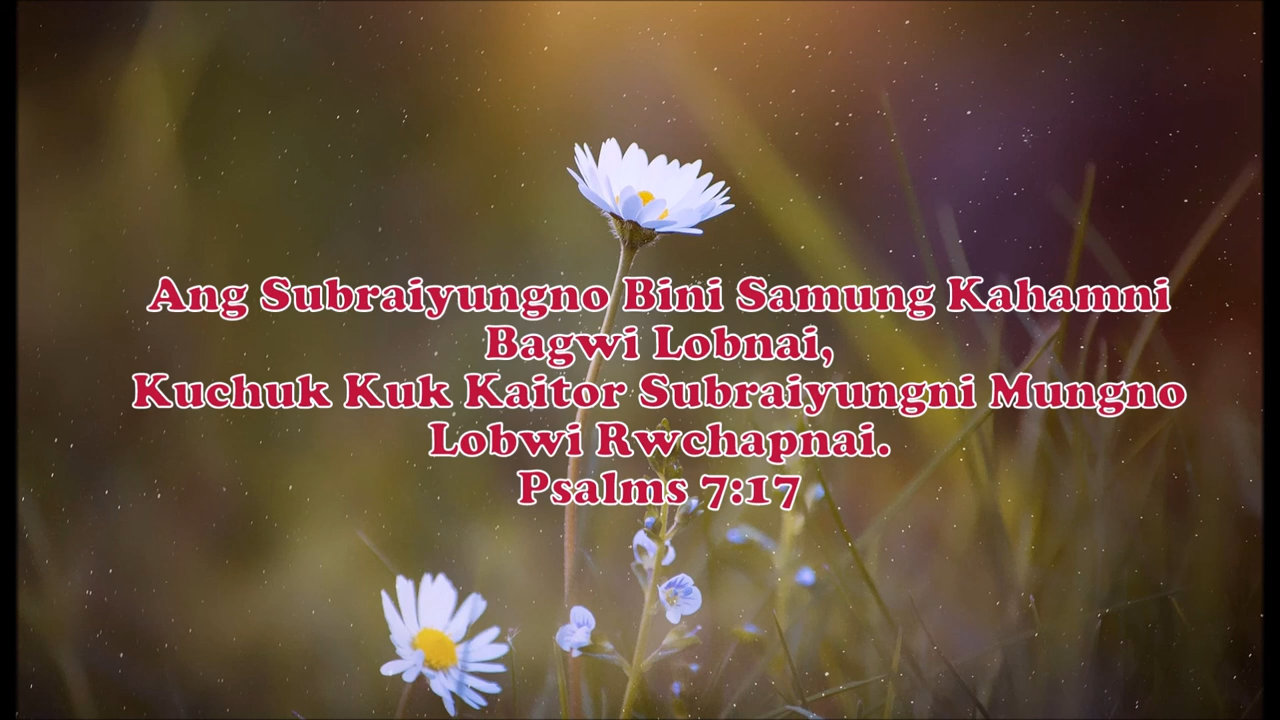 Ang Subraiyungno Bini Samung Kahamni
Bagwi Lobnai,
Kuchuk Kuk Kaitor Subraiyungni Mungno
Lobwi Rwchapnai.
Psalms 7:17